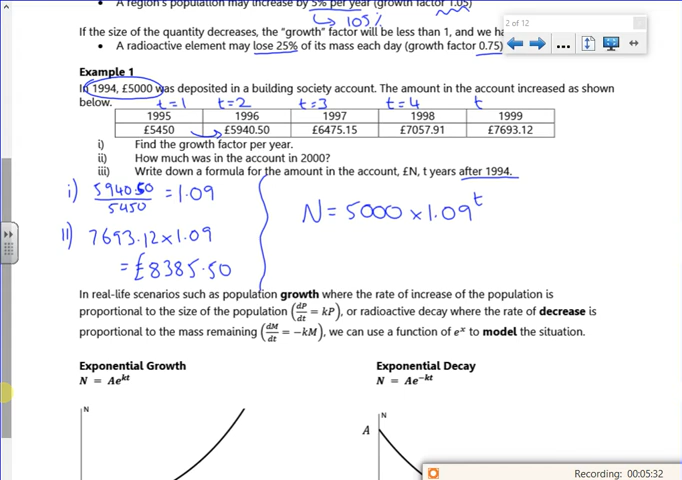 • A region's population may increase by 5% per year (growth factor 1.05)
↳ 105%
If the size of the quantity decreases, the "growth" factor will be less than 1, and we ha
• A radioactive element may lose 25% of its mass each day (growth factor 0.75)
2 of 12
Example 1
In 1994, £5000 was deposited in a building society account. The amount in the account increased as shown
below.
t=1 t=2 t=3 t=4 t
1995 1996 1997 1998 1999
£5450 £5940.50 £6475.15 £7057.91 £7693.12
i) Find the growth factor per year.
ii) How much was in the account in 2000?
iii) Write down a formula for the amount in the account, £N, t years after 1994.
i) 5940.50/5450 = 1.09
N = 5000 × 1.09^t
ii) 7693.12 × 1.09
= £8385.50
In real-life scenarios such as population growth where the rate of increase of the population is
proportional to the size of the population (dP/dt = kP), or radioactive decay where the rate of decrease is
proportional to the mass remaining (dM/dt = −kM), we can use a function of e^x to model the situation.
Exponential Growth
N = Ae^kt
Exponential Decay
N = Ae^−kt
N
N
A
Recording: 00:05:32